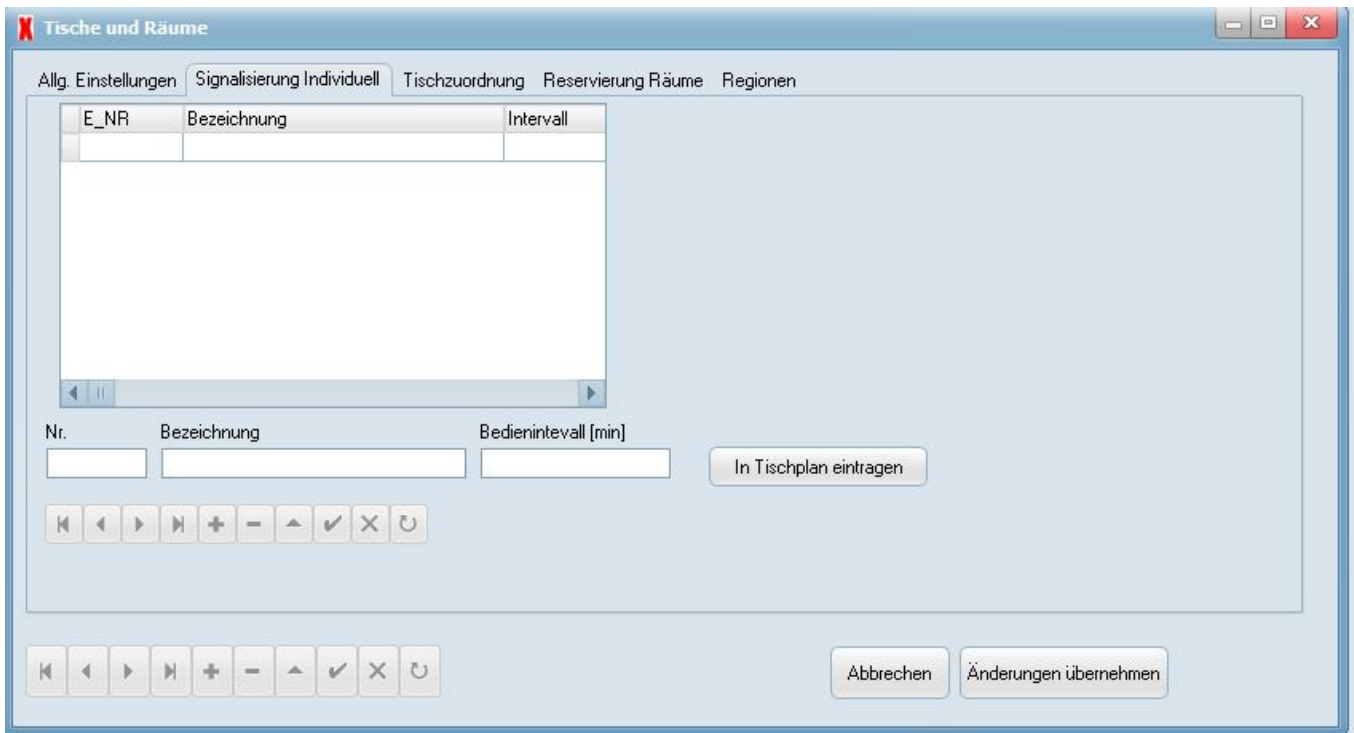 Tische und Räume
Allg. Einstellungen Signalisierung Individuell Tischzuordnung Reservierung Räume Regionen
E_NR Bezeichnung Intervall
Nr. Bezeichnung Bedienintevall [min]
In Tischplan eintragen
Abbrechen Änderungen übernehmen